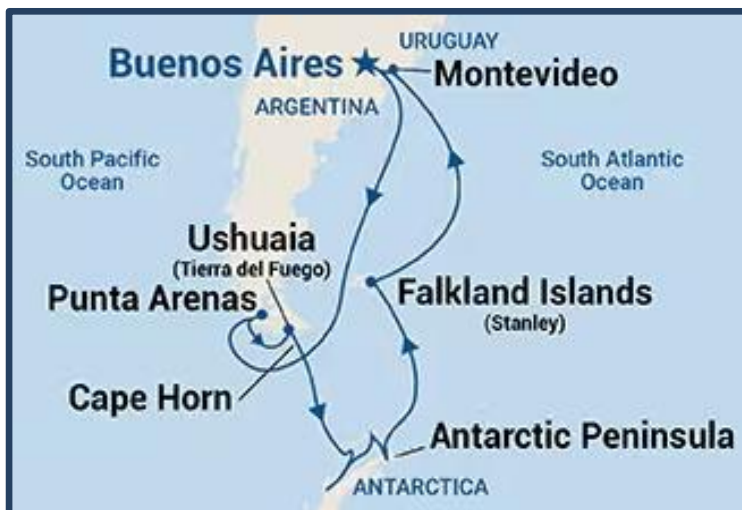 URUGUAY
Buenos Aires
Montevideo
ARGENTINA
South Pacific
Ocean
South Atlantic
Ocean
Ushuaia
(Tierra del Fuego)
Punta Arenas
Falkland Islands
(Stanley)
Cape Horn
Antarctic Peninsula
ANTARCTICA